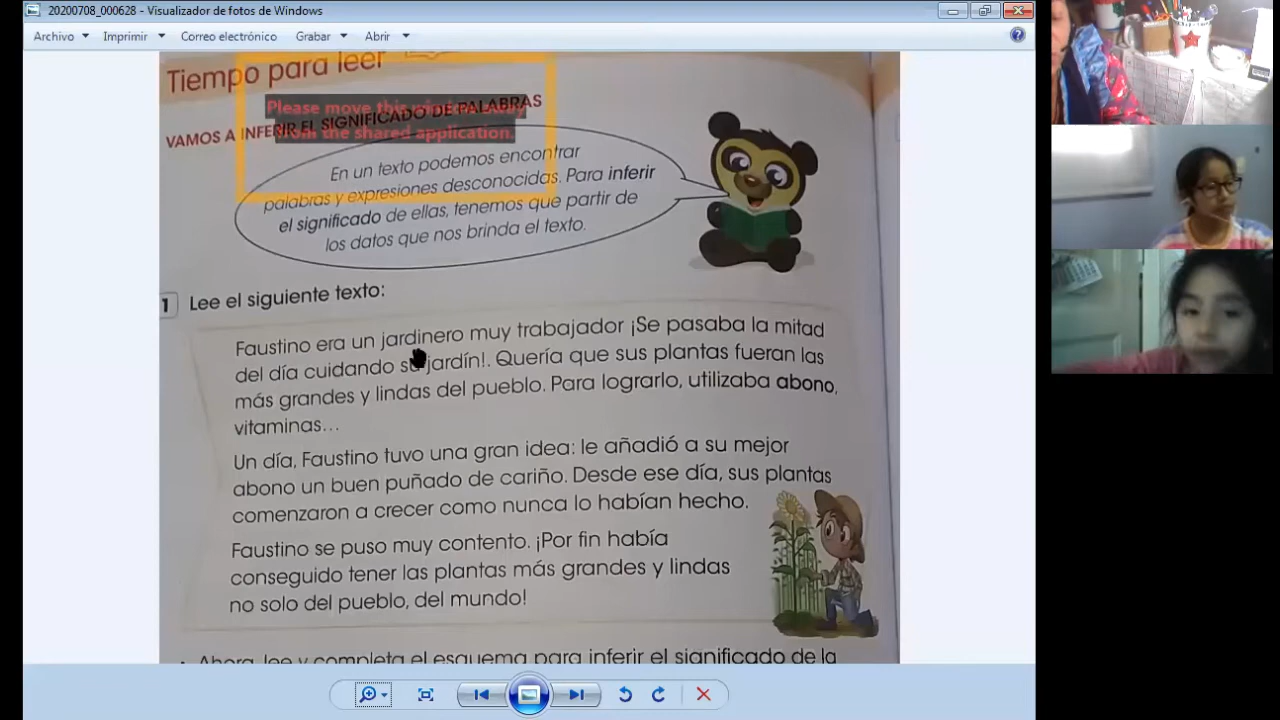 20200708_000628 - Visualizador de fotos de Windows
Archivo Imprimir Correo electrónico Grabar Abrir
Tiempo para leer
Please move this window away
from the shared application.
VAMOS A INFERIR EL SIGNIFICADO DE PALABRAS
En un texto podemos encontrar
palabras y expresiones desconocidas. Para inferir
el significado de ellas, tenemos que partir de
los datos que nos brinda el texto.
1 Lee el siguiente texto:
Faustino era un jardinero muy trabajador ¡Se pasaba la mitad
del día cuidando su jardín!. Quería que sus plantas fueran las
más grandes y lindas del pueblo. Para lograrlo, utilizaba abono,
vitaminas...
Un día, Faustino tuvo una gran idea: le añadió a su mejor
abono un buen puñado de cariño. Desde ese día, sus plantas
comenzaron a crecer como nunca lo habían hecho.
Faustino se puso muy contento. ¡Por fin había
conseguido tener las plantas más grandes y lindas
no solo del pueblo, del mundo!
Ahora, lee y completa el esquema para inferir el significado de la